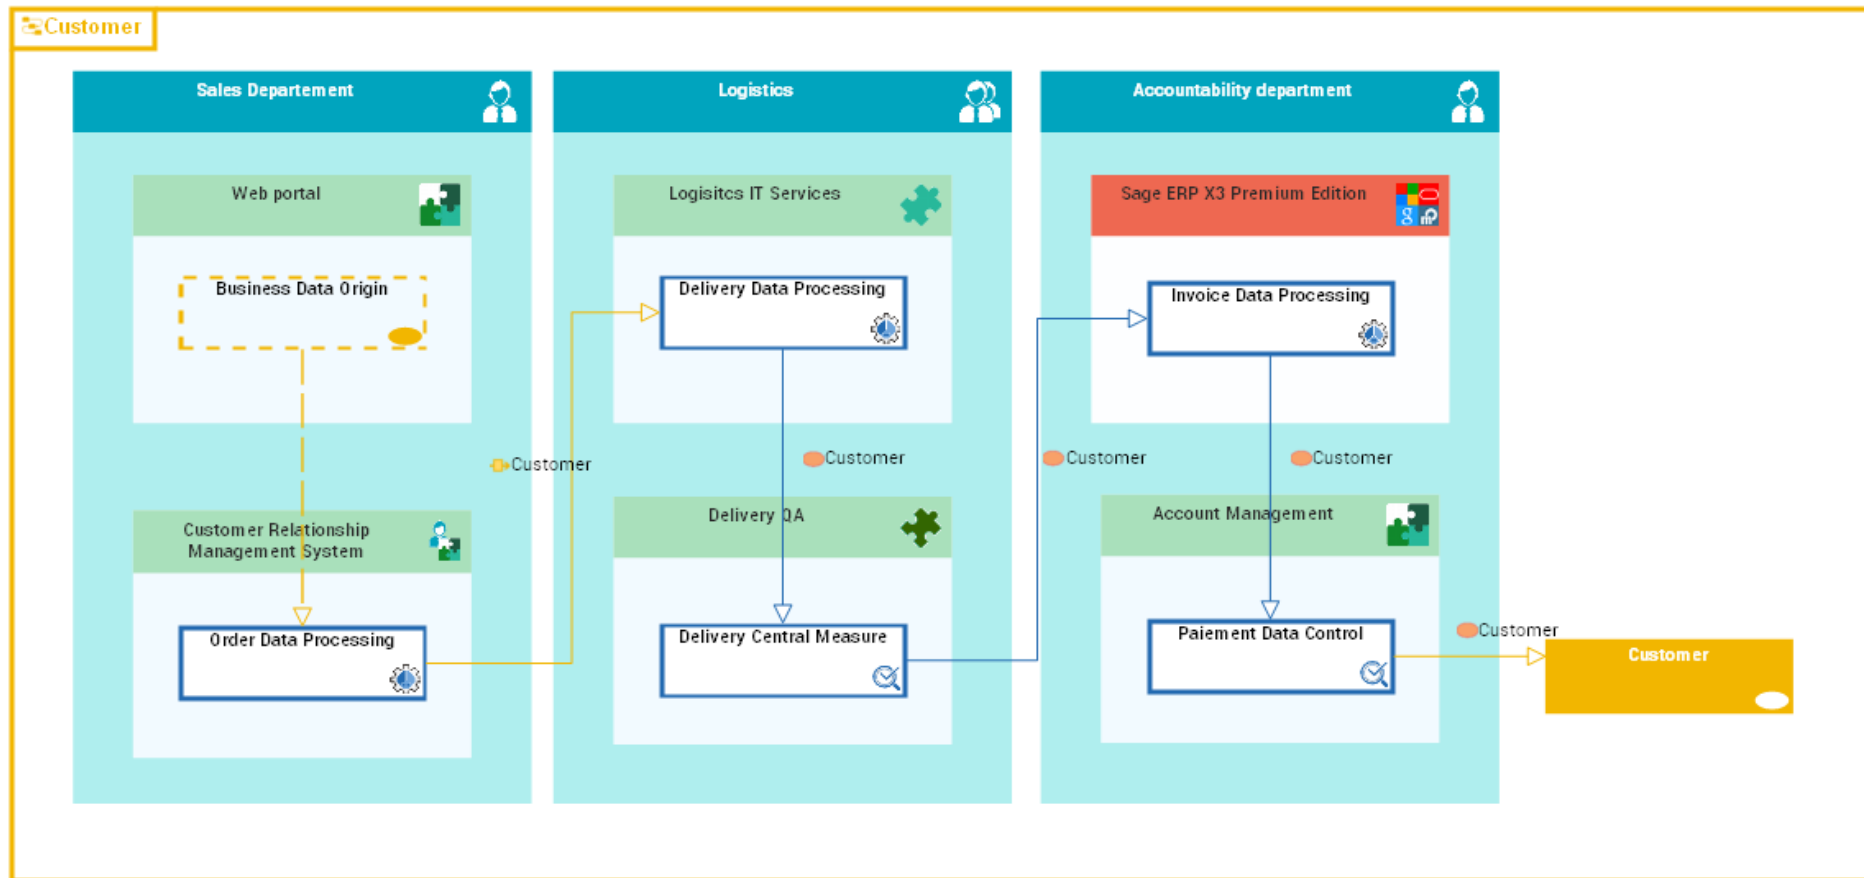 Customer
Sales Departement
Logistics
Accountability department
Web portal
Logisitcs IT Services
Sage ERP X3 Premium Edition
Business Data Origin
Delivery Data Processing
Invoice Data Processing
Customer
Customer
Customer
Customer
Customer Relationship
Management System
Delivery QA
Account Management
Order Data Processing
Delivery Central Measure
Paiement Data Control
Customer
Customer